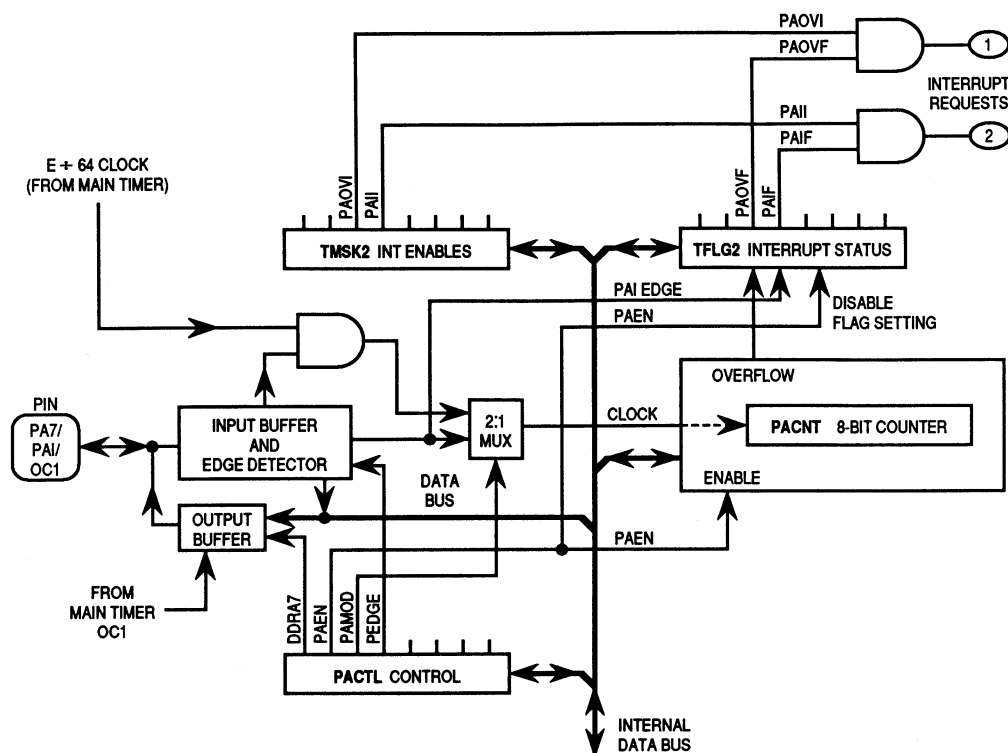 PAOVI
1
PAOVF
INTERRUPT
REQUESTS
PAII
PAIF
2
E ÷ 64 CLOCK
(FROM MAIN TIMER)
PAOVI
PAII
PAOVF
PAIF
TMSK2 INT ENABLES
TFLG2 INTERRUPT STATUS
PAI EDGE
PAEN
DISABLE
FLAG SETTING
OVERFLOW
PIN
PA7/
PAI/
OC1
INPUT BUFFER
AND
EDGE DETECTOR
2:1
MUX
CLOCK
PACNT 8-BIT COUNTER
DATA
BUS
ENABLE
OUTPUT
BUFFER
PAEN
FROM
MAIN TIMER
OC1
DDRA7
PAEN
PAMOD
PEDGE
PACTL CONTROL
INTERNAL
DATA BUS